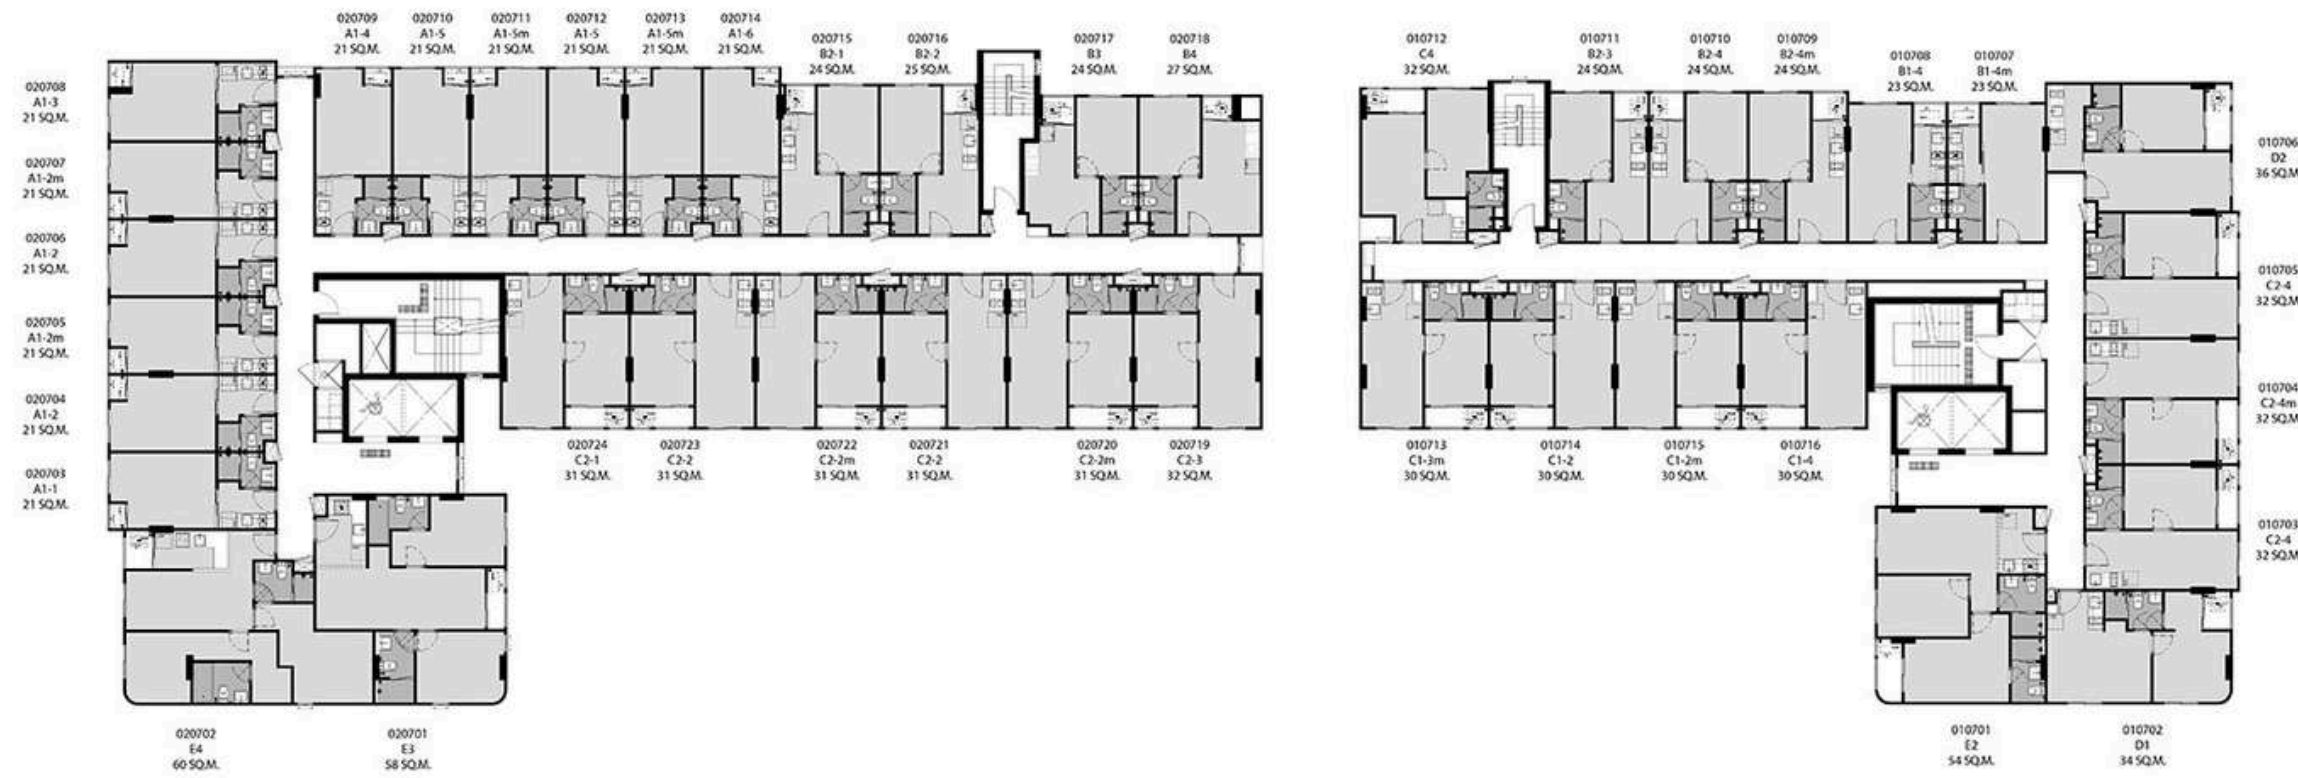 020709
A1-4
21 SQ.M.
020710
A1-5
21 SQ.M.
020711
A1-5m
21 SQ.M.
020712
A1-5
21 SQ.M.
020713
A1-5m
21 SQ.M.
020714
A1-6
21 SQ.M.
020715
B2-1
24 SQ.M.
020716
B2-2
25 SQ.M.
020717
B3
24 SQ.M.
020718
B4
27 SQ.M.
010712
C4
32 SQ.M.
010711
B2-3
24 SQ.M.
010710
B2-4
24 SQ.M.
010709
B2-4m
24 SQ.M.
010708
B1-4
23 SQ.M.
010707
B1-4m
23 SQ.M.
020708
A1-3
21 SQ.M.
020707
A1-2m
21 SQ.M.
020706
A1-2
21 SQ.M.
020705
A1-2m
21 SQ.M.
020704
A1-2
21 SQ.M.
020703
A1-1
21 SQ.M.
010706
D2
36 SQ.M.
010705
C2-4
32 SQ.M.
010704
C2-4m
32 SQ.M.
010703
C2-4
32 SQ.M.
020724
C2-1
31 SQ.M.
020723
C2-2
31 SQ.M.
020722
C2-2m
31 SQ.M.
020721
C2-2
31 SQ.M.
020720
C2-2m
31 SQ.M.
020719
C2-3
32 SQ.M.
010713
C1-3m
30 SQ.M.
010714
C1-2
30 SQ.M.
010715
C1-2m
30 SQ.M.
010716
C1-4
30 SQ.M.
020702
E4
60 SQ.M.
020701
E3
58 SQ.M.
010701
E2
54 SQ.M.
010702
D1
34 SQ.M.